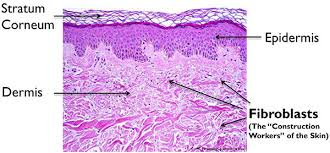 Stratum
Corneum
Epidermis
Dermis
Fibroblasts
(The "Construction
Workers" of the Skin)